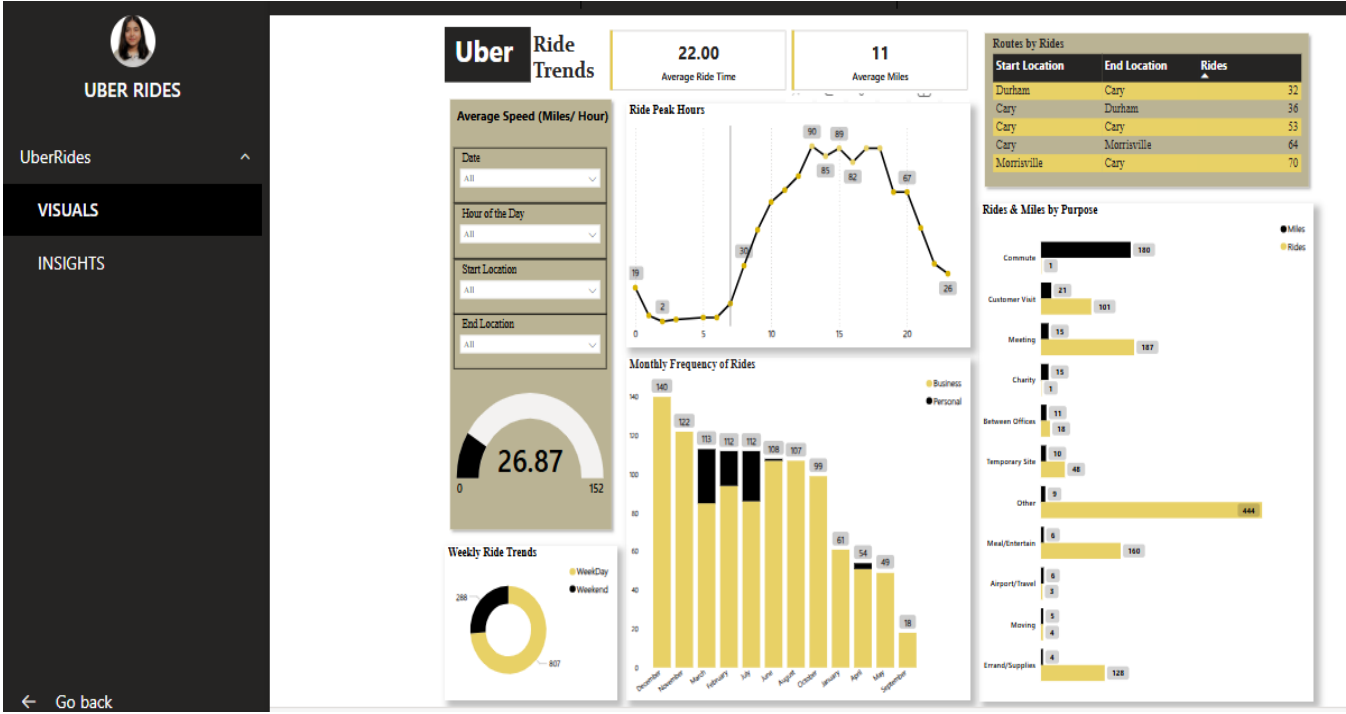 UBER RIDES
UberRides
VISUALS
INSIGHTS
Go back
Uber
Ride
Trends
22.00
Average Ride Time
11
Average Miles
Routes by Rides
Start Location End Location Rides
Durham Cary 32
Cary Durham 36
Cary Cary 53
Cary Morrisville 64
Morrisville Cary 70
Average Speed (Miles/ Hour)
Date
All
Hour of the Day
All
Start Location
All
End Location
All
26.87
0 152
Ride Peak Hours
90 89
85 82
67
30
19
2
26
0 5 10 15 20
Weekly Ride Trends
WeekDay
Weekend
288
807
Monthly Frequency of Rides
Business
Personal
140
120
100
80
60
40
20
0
140 122 113 112 112 108 107 99 61 54 49 18
December November March February July June August October January April May September
Rides & Miles by Purpose
Miles
Rides
Commute 180
1
Customer Visit 21
101
Meeting 15
187
Charity 15
1
Between Offices 11
18
Temporary Site 10
48
Other 9
444
Meal/Entertain 6
160
Airport/Travel 6
3
Moving 5
4
Errand/Supplies 4
128